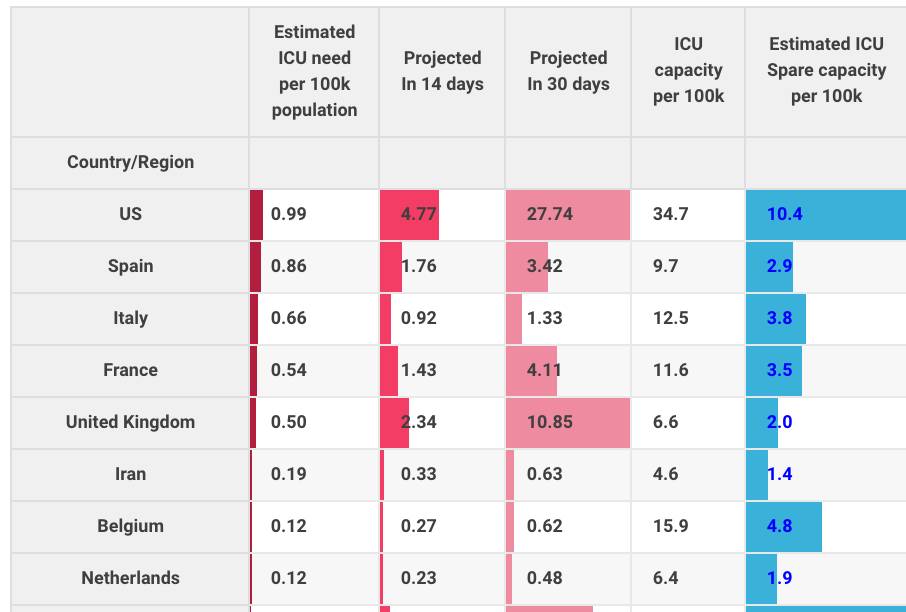 Estimated
ICU need
per 100k
population
Projected
In 14 days
Projected
In 30 days
ICU
capacity
per 100k
Estimated ICU
Spare capacity
per 100k
Country/Region
US 0.99 4.77 27.74 34.7 10.4
Spain 0.86 1.76 3.42 9.7 2.9
Italy 0.66 0.92 1.33 12.5 3.8
France 0.54 1.43 4.11 11.6 3.5
United Kingdom 0.50 2.34 10.85 6.6 2.0
Iran 0.19 0.33 0.63 4.6 1.4
Belgium 0.12 0.27 0.62 15.9 4.8
Netherlands 0.12 0.23 0.48 6.4 1.9